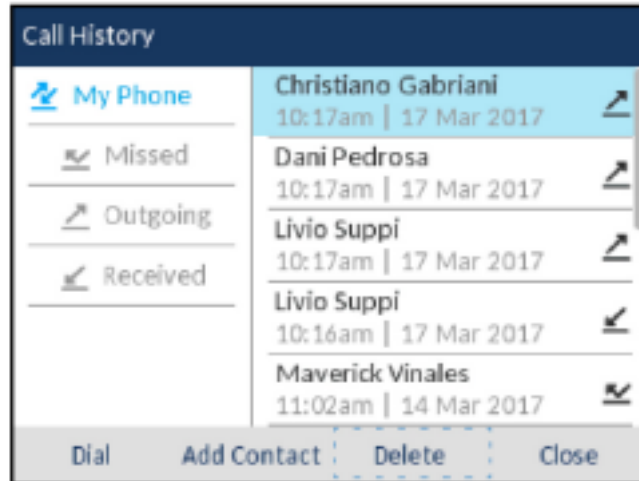 Call History
My Phone
Missed
Outgoing
Received
Christiano Gabriani
10:17am | 17 Mar 2017
Dani Pedrosa
10:17am | 17 Mar 2017
Livio Suppi
10:17am | 17 Mar 2017
Livio Suppi
10:16am | 17 Mar 2017
Maverick Vinales
11:02am | 14 Mar 2017
Dial Add Contact Delete Close